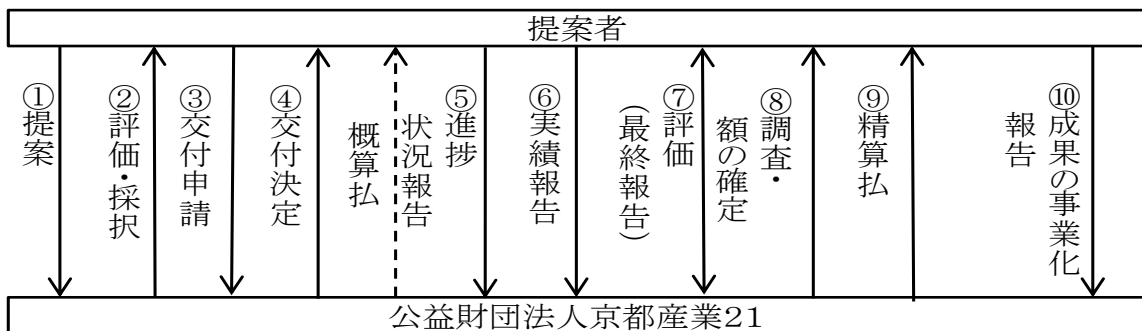 提案者
①提案
②評価・採択
③交付申請
④交付決定
概算払
⑤進捗
状況報告
⑥実績報告
⑦評価
(最終報告)
⑧調査・
額の確定
⑨精算払
⑩成果の事業化
報告
公益財団法人京都産業21